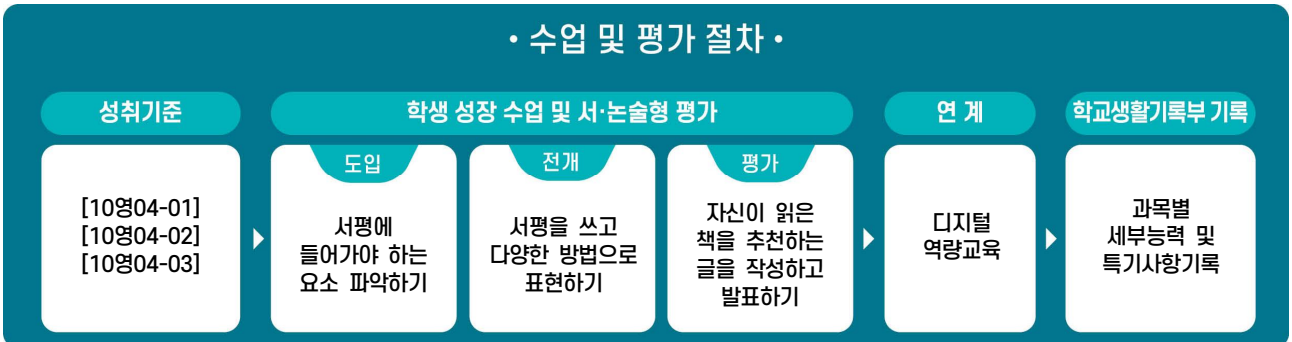 • 수업 및 평가 절차 •
성취기준
학생 성장 수업 및 서·논술형 평가
연 계
학교생활기록부 기록
[10영04-01]
[10영04-02]
[10영04-03]
도입
서평에
들어가야 하는
요소 파악하기
전개
서평을 쓰고
다양한 방법으로
표현하기
평가
자신이 읽은
책을 추천하는
글을 작성하고
발표하기
디지털
역량교육
과목별
세부능력 및
특기사항기록